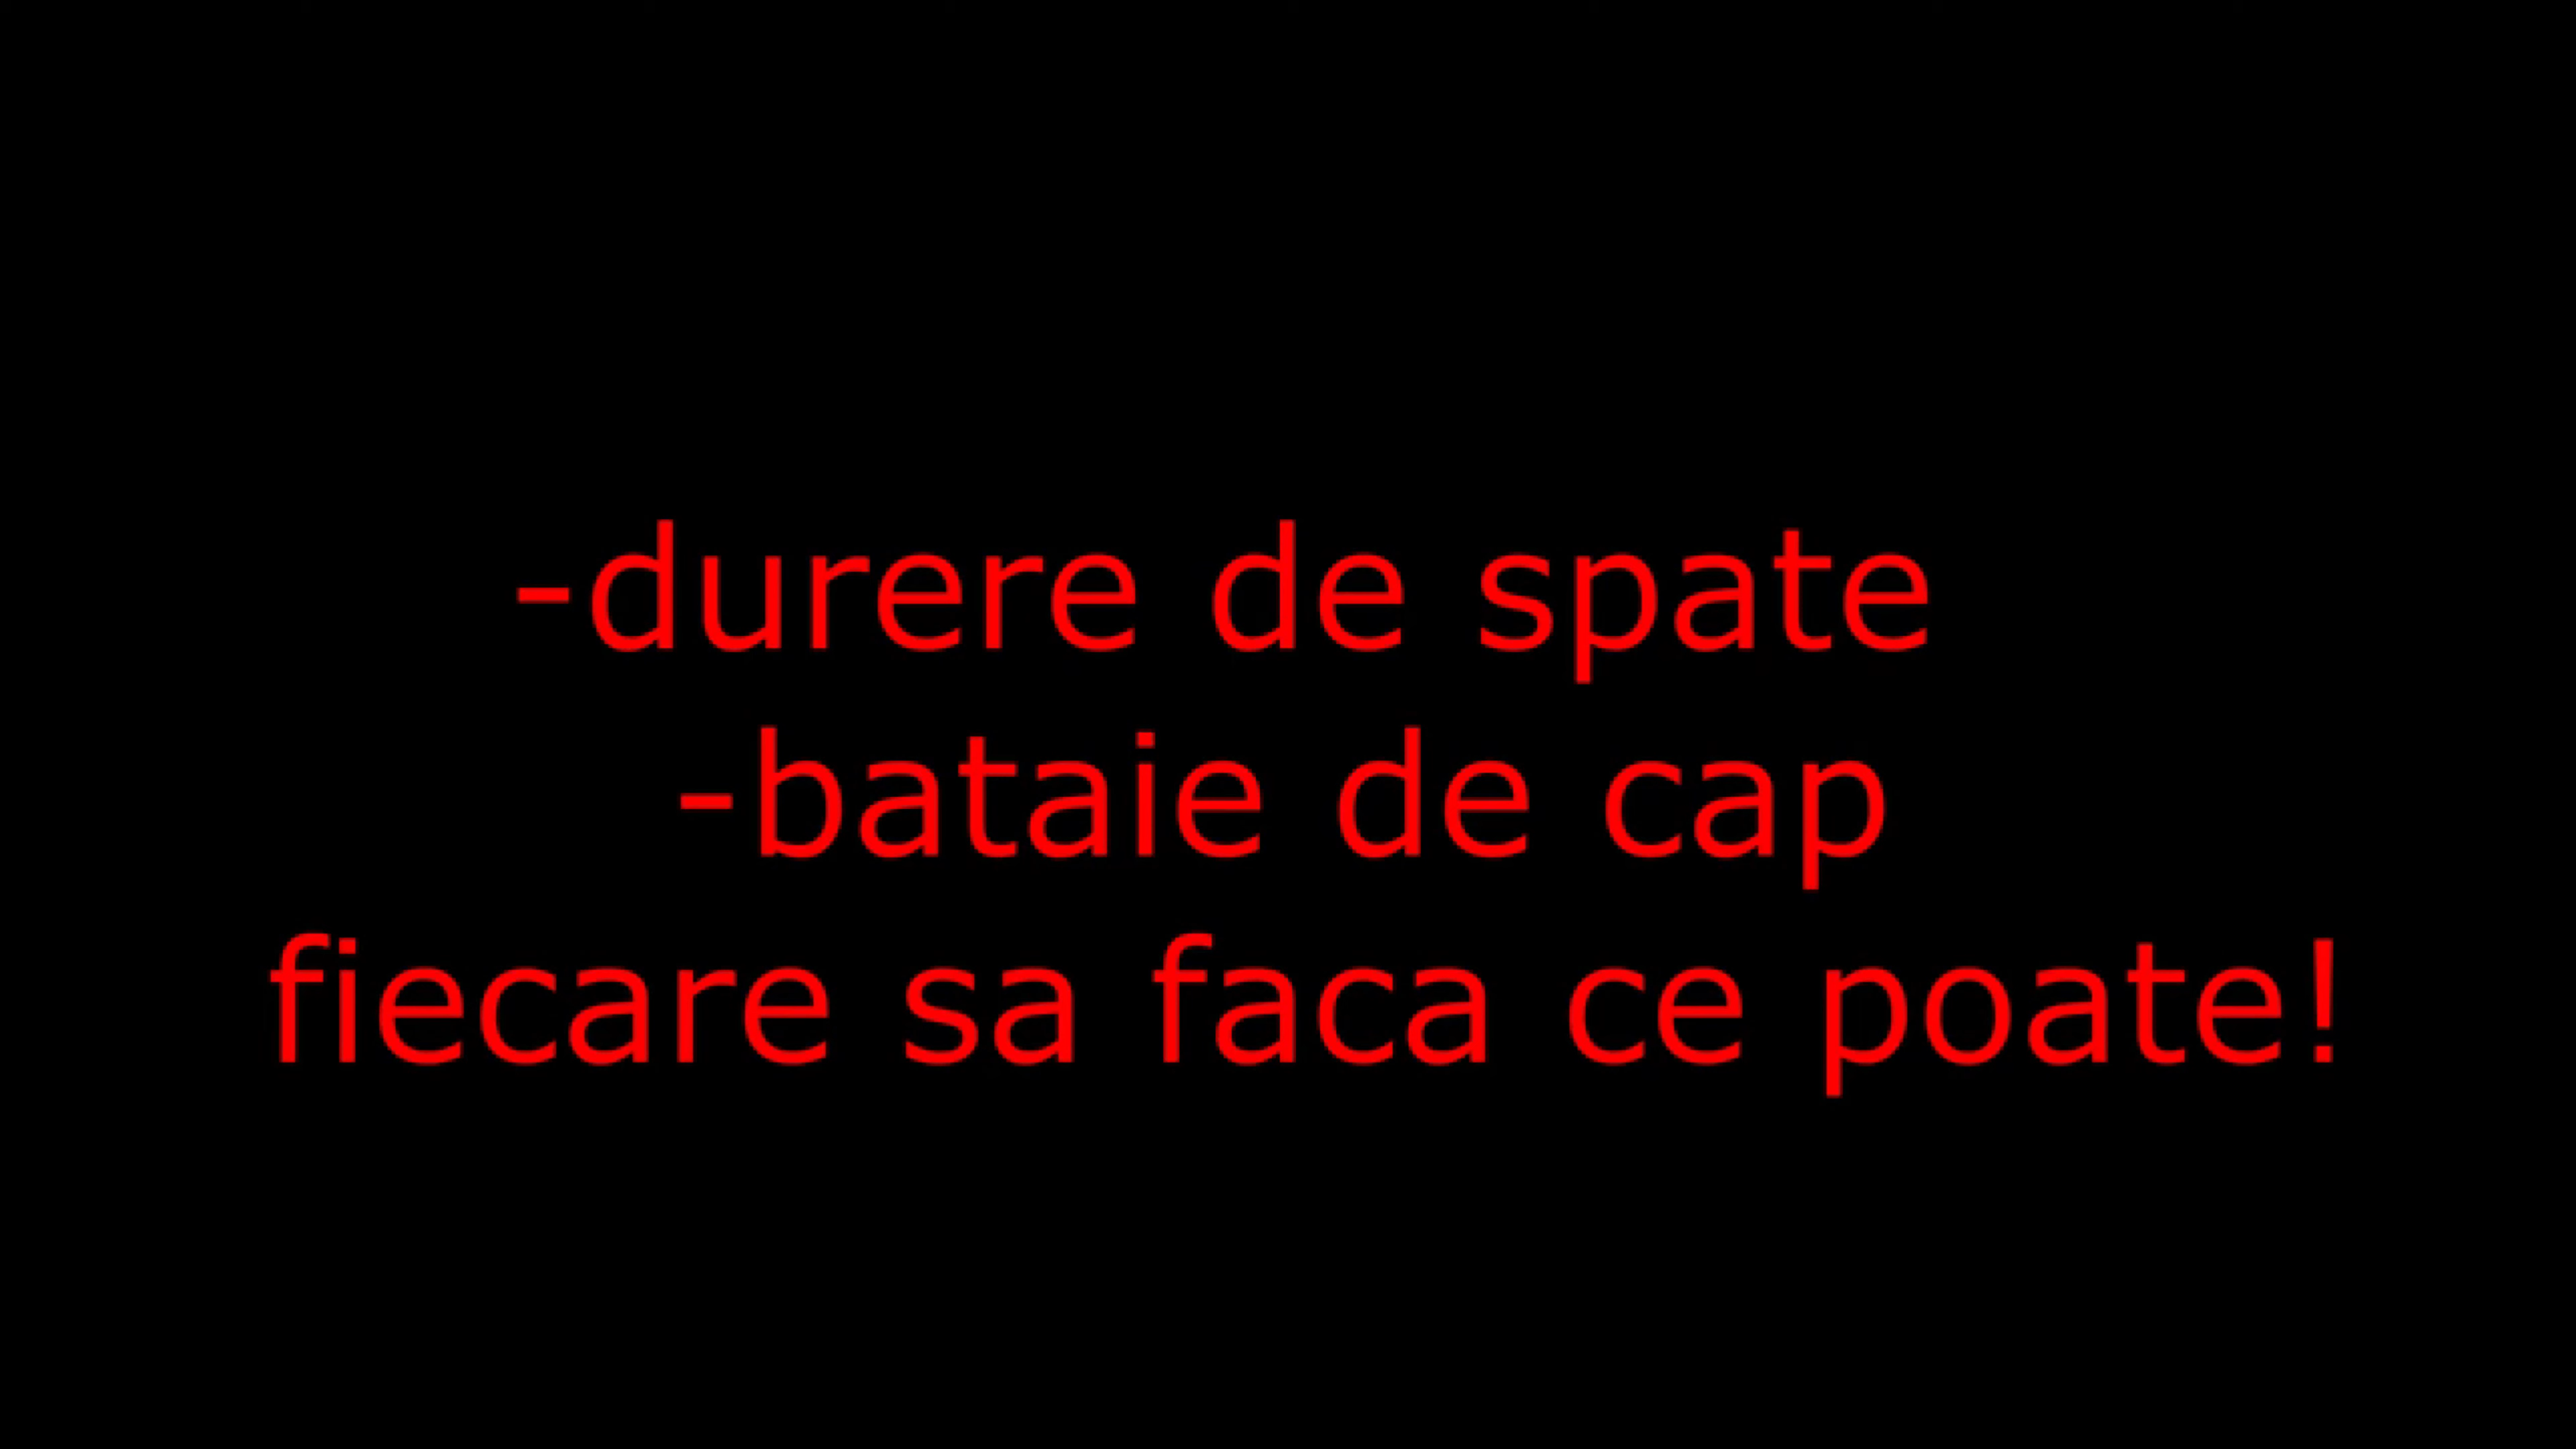 -durere de spate
-bataie de cap
fiecare sa faca ce poate!